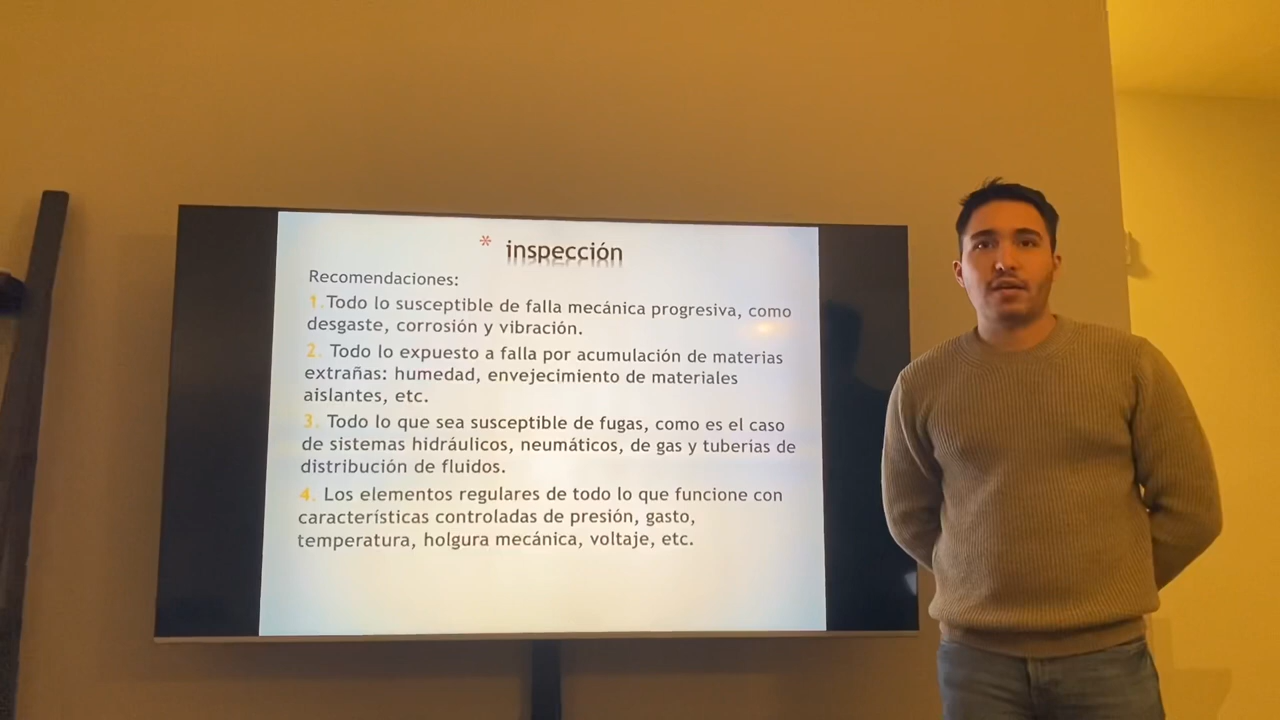 * inspección
Recomendaciones:
1. Todo lo susceptible de falla mecánica progresiva, como
desgaste, corrosión y vibración.
2. Todo lo expuesto a falla por acumulación de materias
extrañas: humedad, envejecimiento de materiales
aislantes, etc.
3. Todo lo que sea susceptible de fugas, como es el caso
de sistemas hidráulicos, neumáticos, de gas y tuberías de
distribución de fluidos.
4. Los elementos regulares de todo lo que funcione con
características controladas de presión, gasto,
temperatura, holgura mecánica, voltaje, etc.